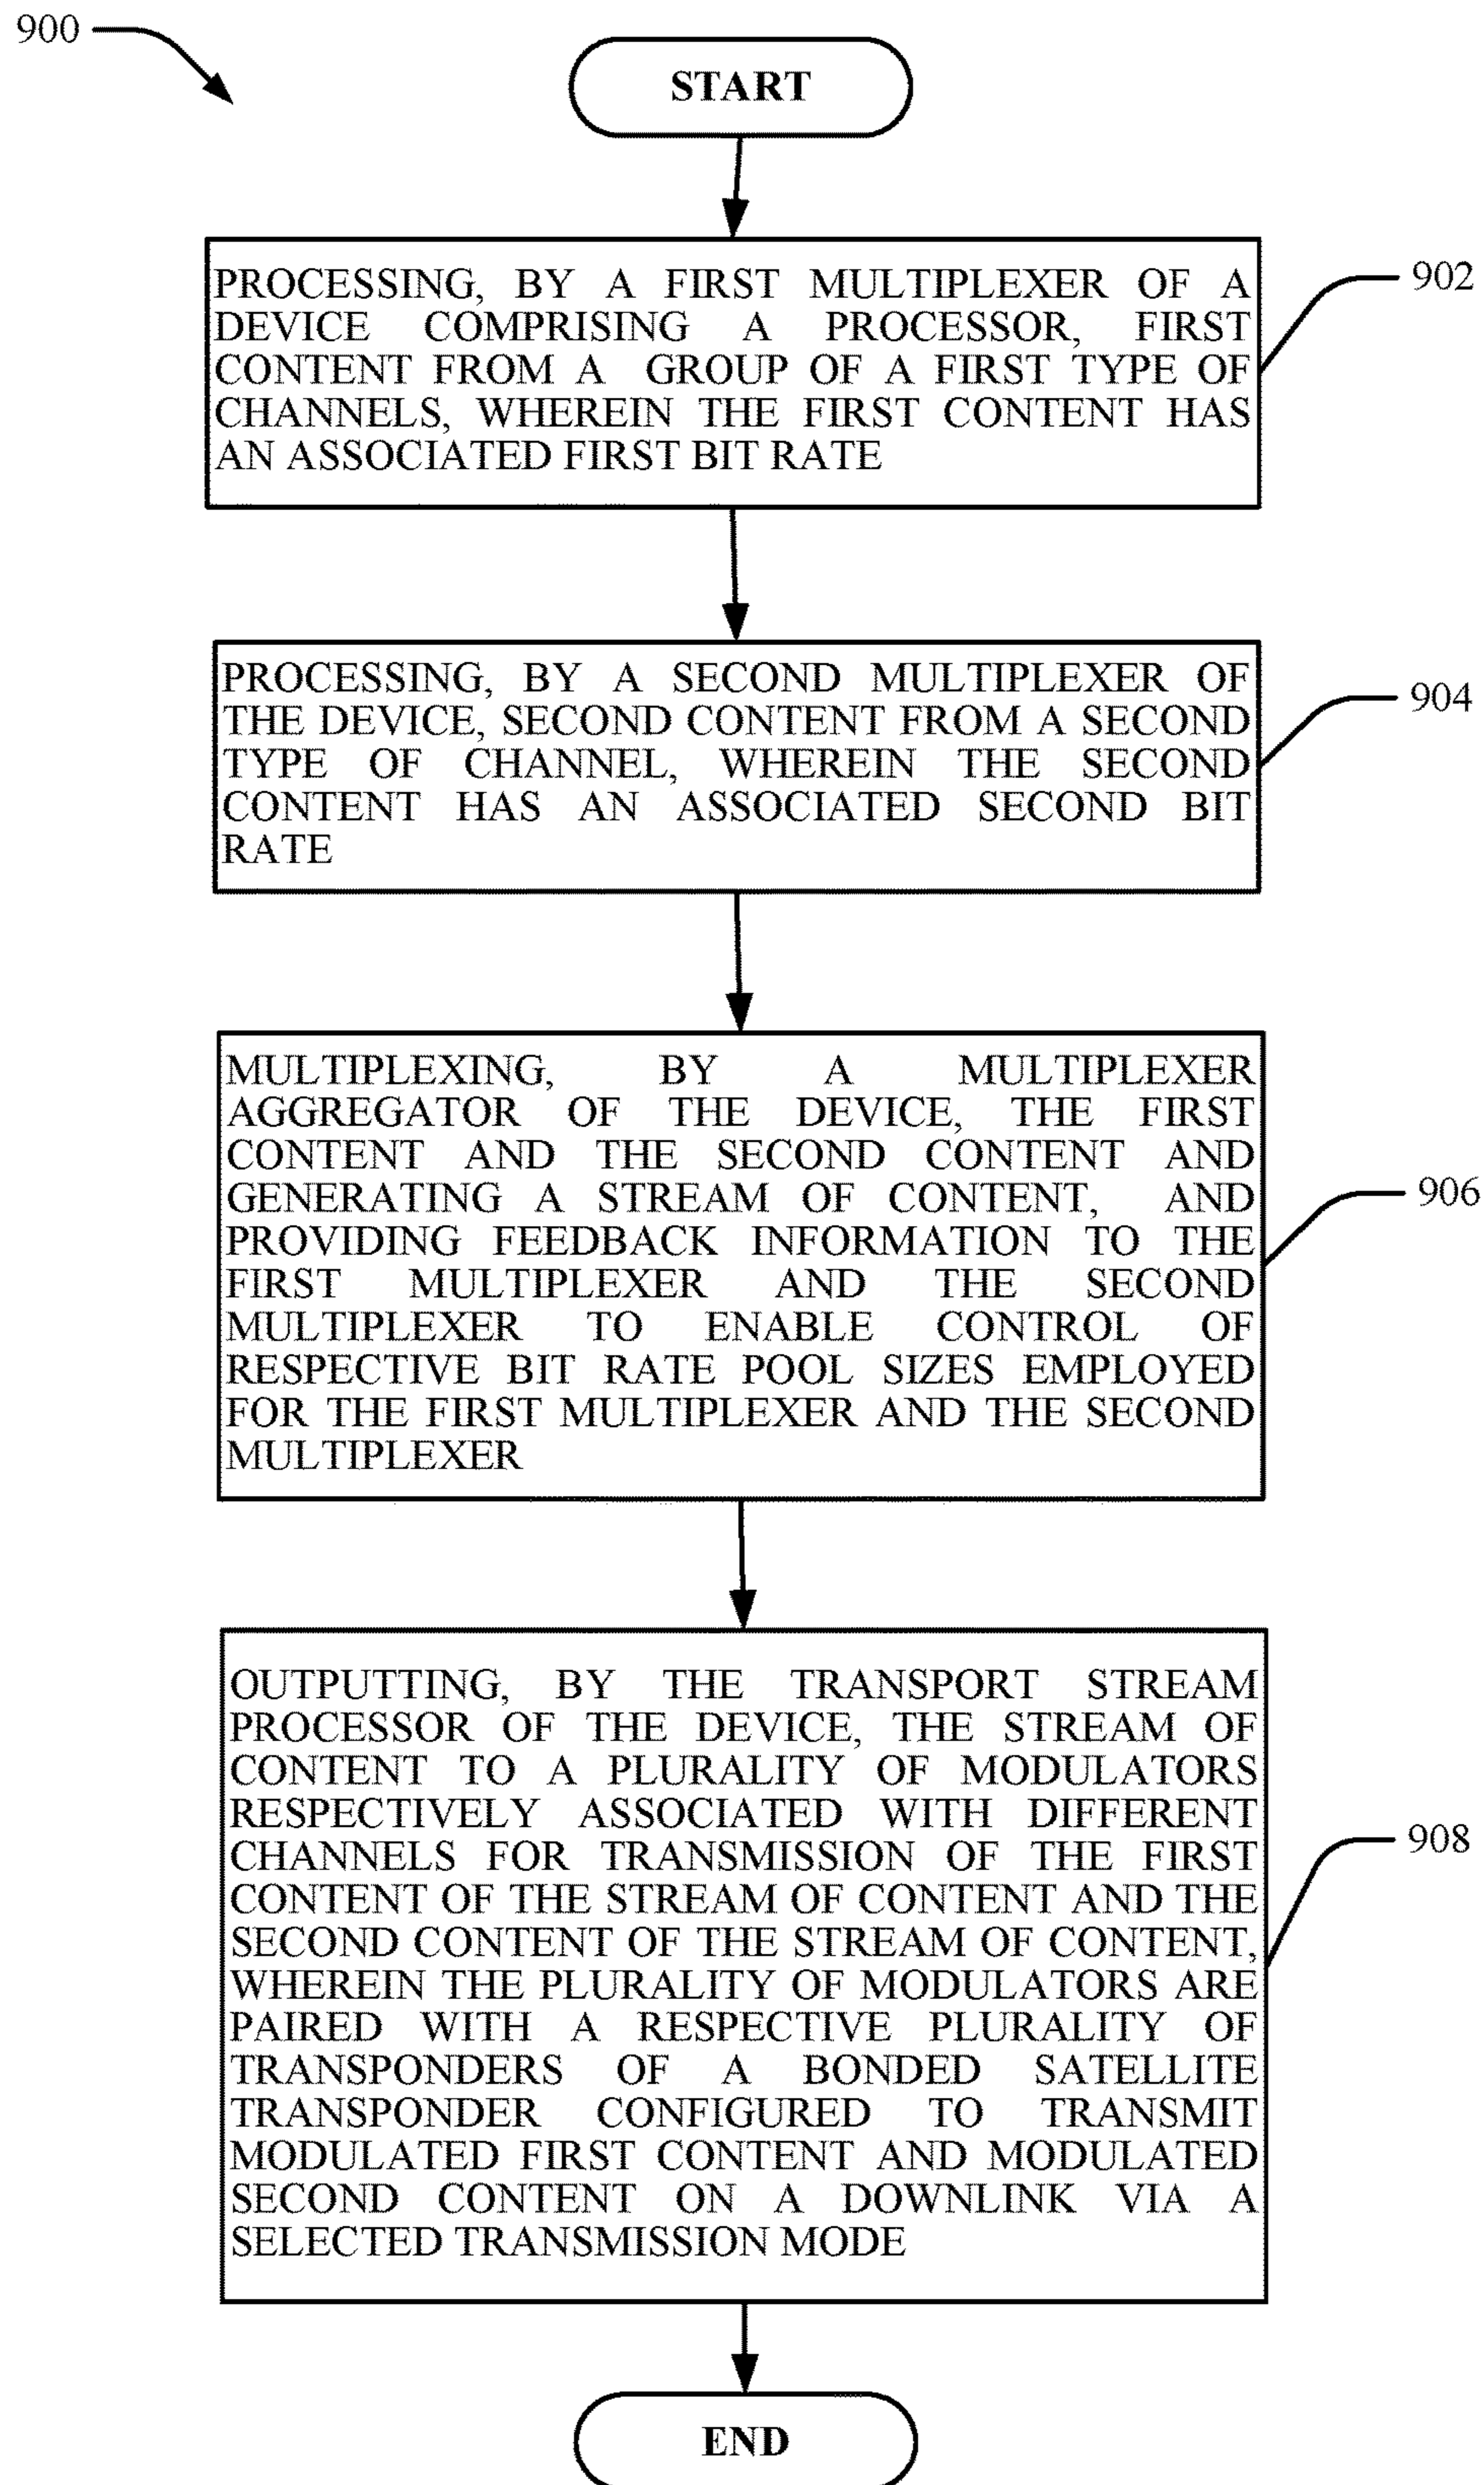 900
START
PROCESSING, BY A FIRST MULTIPLEXER OF A
DEVICE COMPRISING A PROCESSOR, FIRST
CONTENT FROM A GROUP OF A FIRST TYPE OF
CHANNELS, WHEREIN THE FIRST CONTENT HAS
AN ASSOCIATED FIRST BIT RATE
902
PROCESSING, BY A SECOND MULTIPLEXER OF
THE DEVICE, SECOND CONTENT FROM A SECOND
TYPE OF CHANNEL, WHEREIN THE SECOND
CONTENT HAS AN ASSOCIATED SECOND BIT
RATE
904
MULTIPLEXING, BY A MULTIPLEXER
AGGREGATOR OF THE DEVICE, THE FIRST
CONTENT AND THE SECOND CONTENT AND
GENERATING A STREAM OF CONTENT, AND
PROVIDING FEEDBACK INFORMATION TO THE
FIRST MULTIPLEXER AND THE SECOND
MULTIPLEXER TO ENABLE CONTROL OF
RESPECTIVE BIT RATE POOL SIZES EMPLOYED
FOR THE FIRST MULTIPLEXER AND THE SECOND
MULTIPLEXER
906
OUTPUTTING, BY THE TRANSPORT STREAM
PROCESSOR OF THE DEVICE, THE STREAM OF
CONTENT TO A PLURALITY OF MODULATORS
RESPECTIVELY ASSOCIATED WITH DIFFERENT
CHANNELS FOR TRANSMISSION OF THE FIRST
CONTENT OF THE STREAM OF CONTENT AND THE
SECOND CONTENT OF THE STREAM OF CONTENT,
WHEREIN THE PLURALITY OF MODULATORS ARE
PAIRED WITH A RESPECTIVE PLURALITY OF
TRANSPONDERS OF A BONDED SATELLITE
TRANSPONDER CONFIGURED TO TRANSMIT
MODULATED FIRST CONTENT AND MODULATED
SECOND CONTENT ON A DOWNLINK VIA A
SELECTED TRANSMISSION MODE
908
END